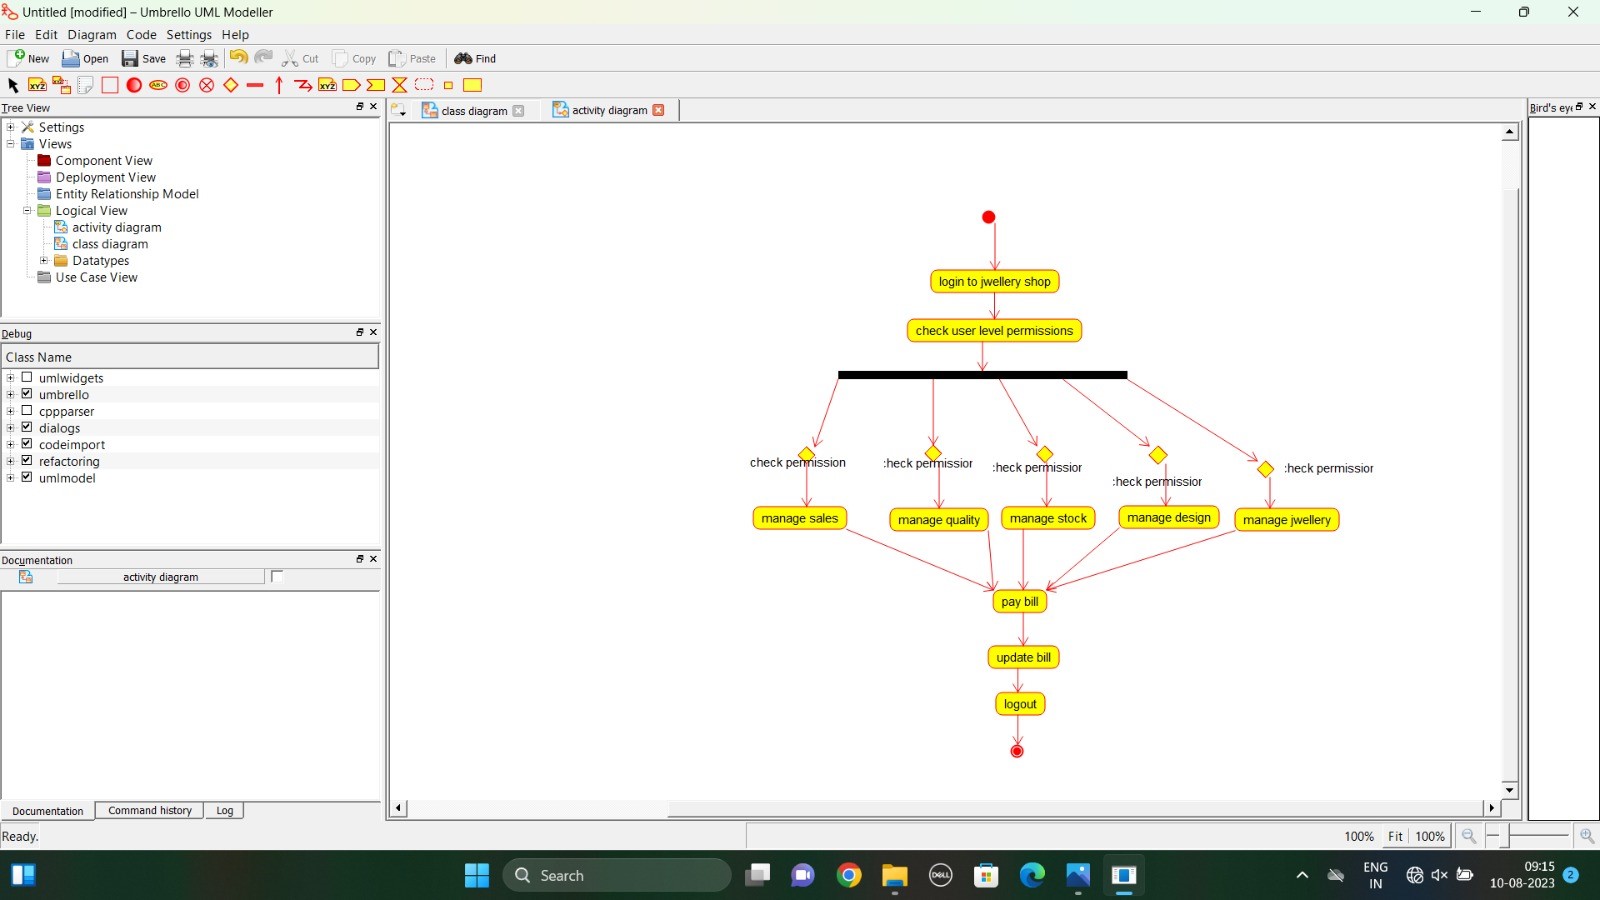 Untitled [modified] – Umbrello UML Modeller
File Edit Diagram Code Settings Help
New Open Save Cut Copy Paste Find
XYZ ABC XYZ
Tree View
Settings
Views
Component View
Deployment View
Entity Relationship Model
Logical View
activity diagram
class diagram
Datatypes
Use Case View
Debug
Class Name
umlwidgets
umbrello
cppparser
dialogs
codeimport
refactoring
umlmodel
Documentation
activity diagram
Documentation Command history Log
Ready.
class diagram activity diagram
login to jwellery shop
check user level permissions
check permission
:heck permissior
:heck permissior
:heck permissior
:heck permissior
manage sales
manage quality
manage stock
manage design
manage jwellery
pay bill
update bill
logout
Bird's eye
100% Fit 100%
Search
DELL
ENG
IN
09:15
10-08-2023
2